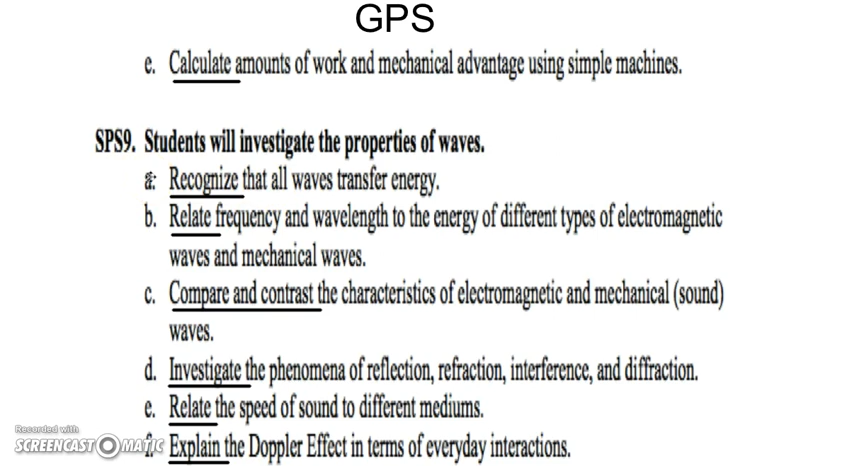 GPS
e. Calculate amounts of work and mechanical advantage using simple machines.
SPS9. Students will investigate the properties of waves.
a. Recognize that all waves transfer energy.
b. Relate frequency and wavelength to the energy of different types of electromagnetic
waves and mechanical waves.
c. Compare and contrast the characteristics of electromagnetic and mechanical (sound)
waves.
d. Investigate the phenomena of reflection, refraction, interference, and diffraction.
e. Relate the speed of sound to different mediums.
Recorded with
SCREENCAST-O-MATIC
f. Explain the Doppler Effect in terms of everyday interactions.